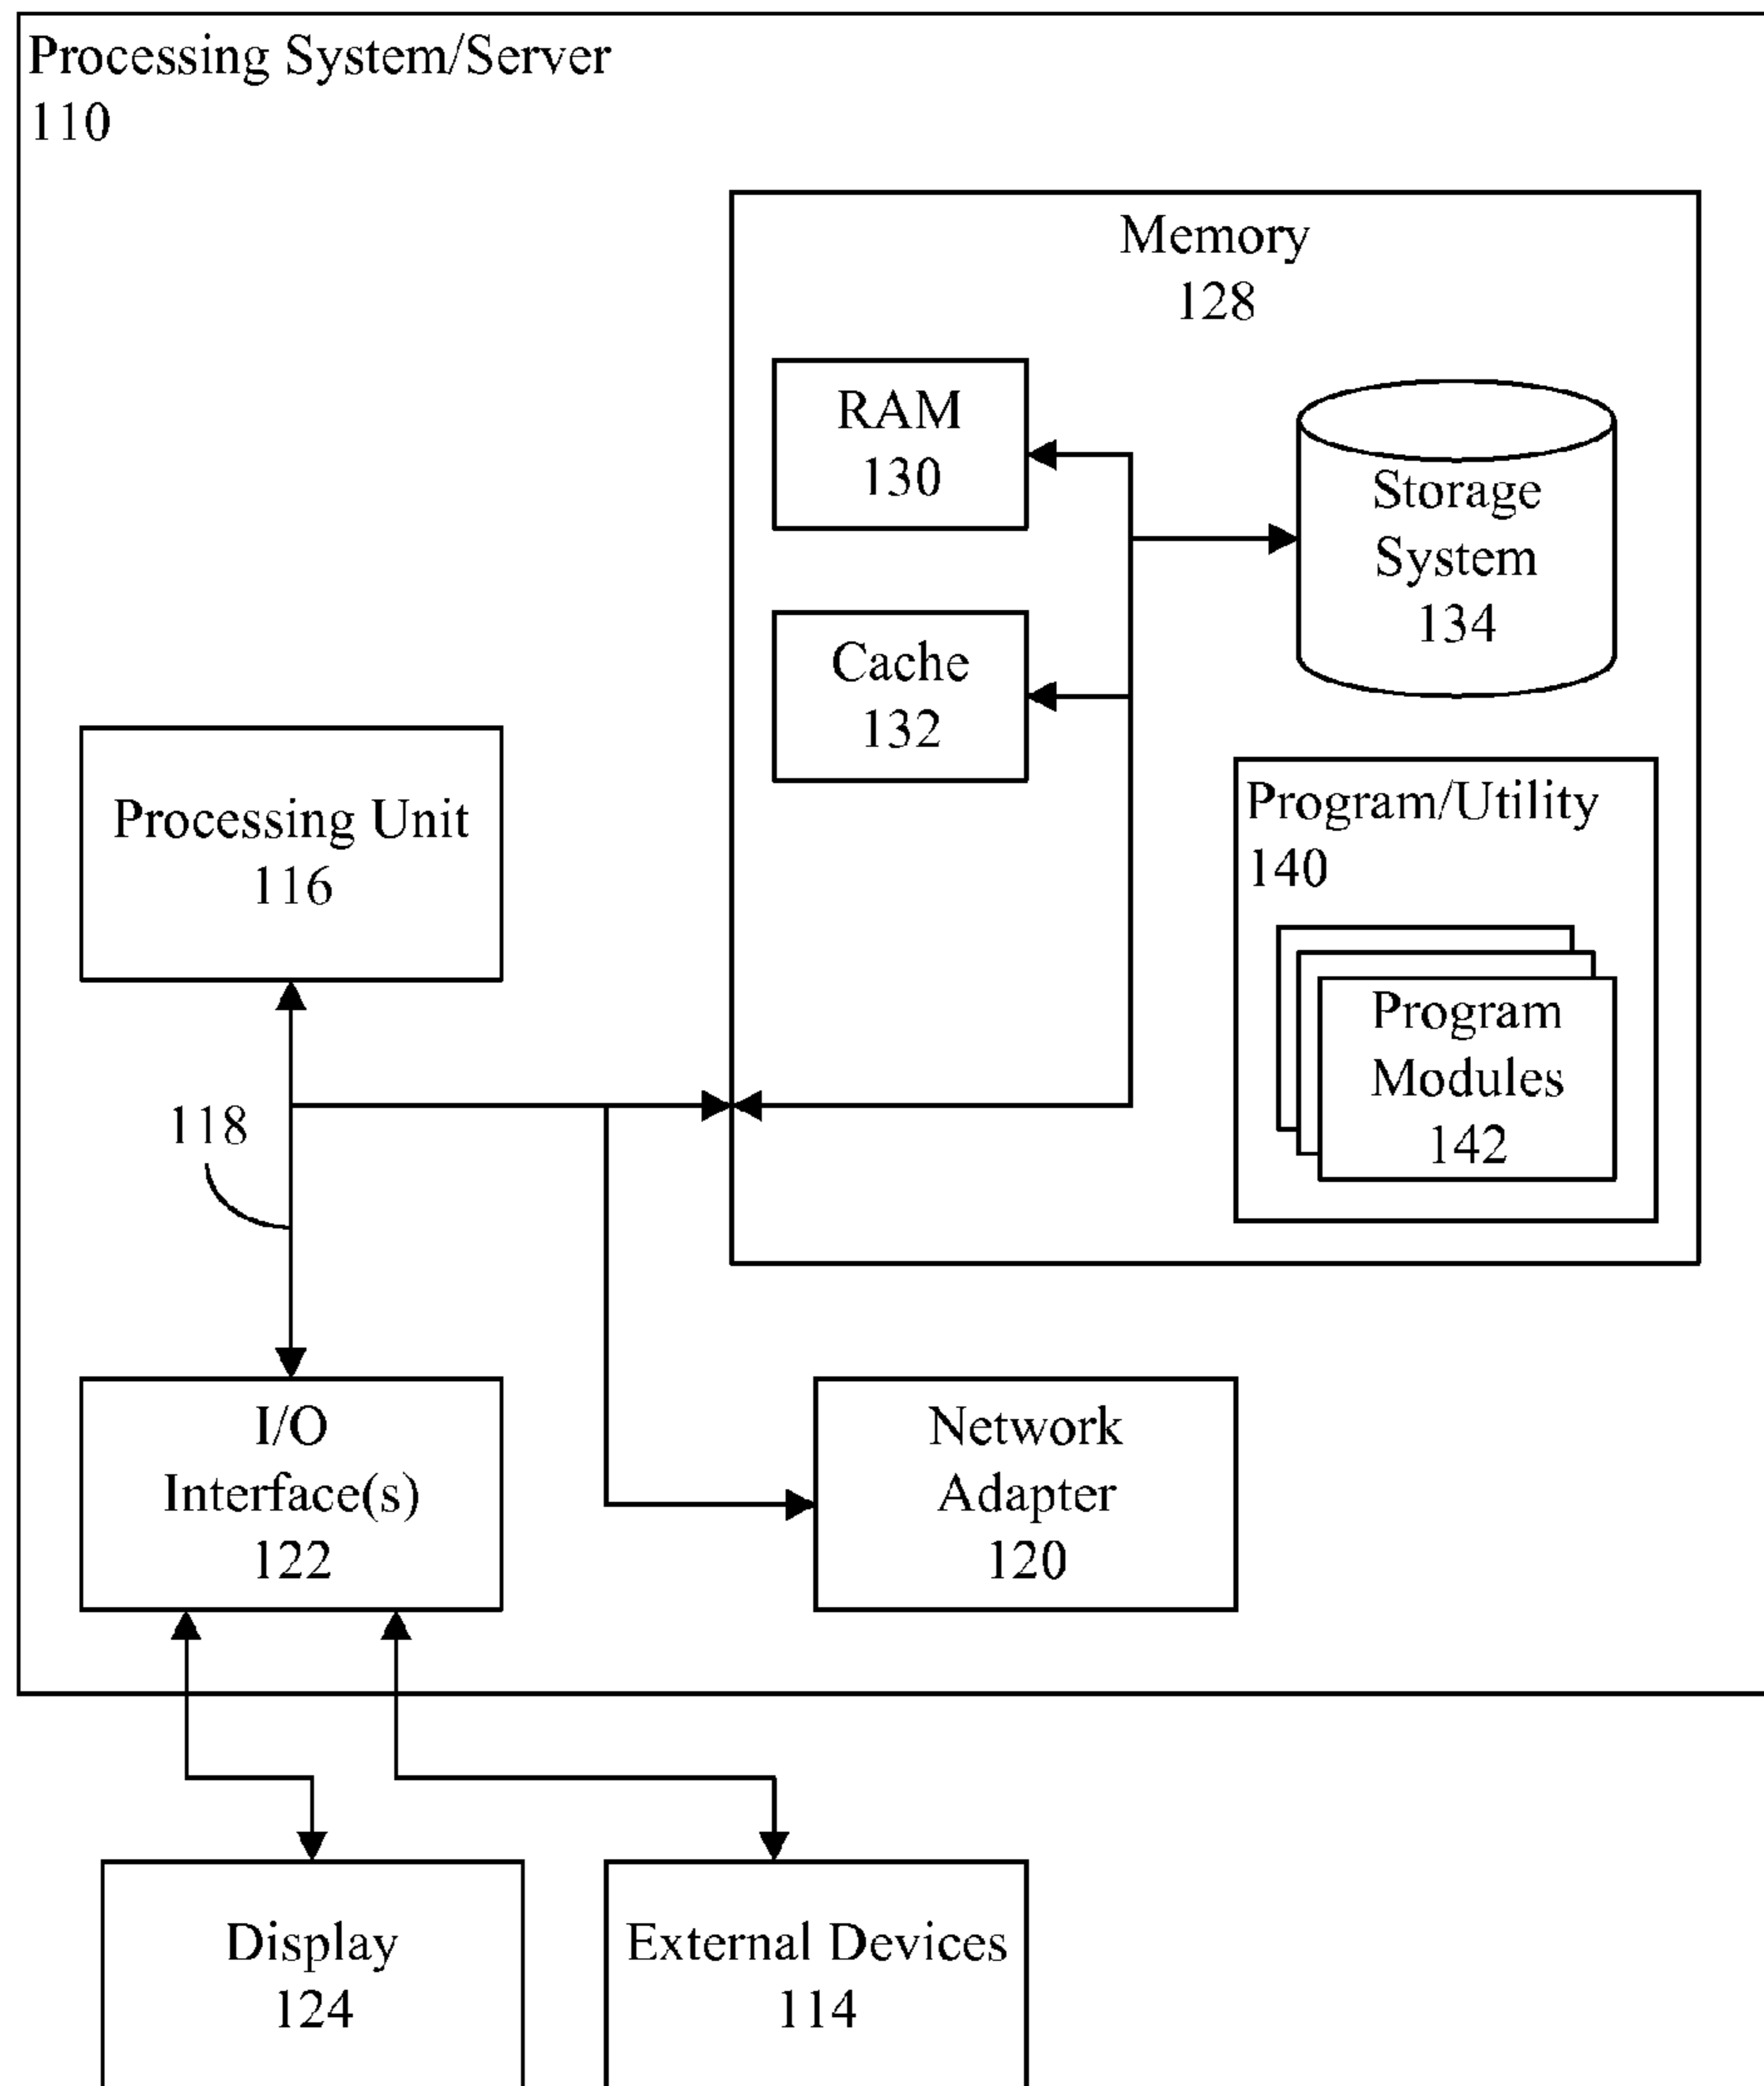 Processing System/Server
110
Memory
128
RAM
130
Storage
System
134
Cache
132
Processing Unit
116
Program/Utility
140
Program
Modules
142
118
I/O
Interface(s)
122
Network
Adapter
120
Display
124
External Devices
114